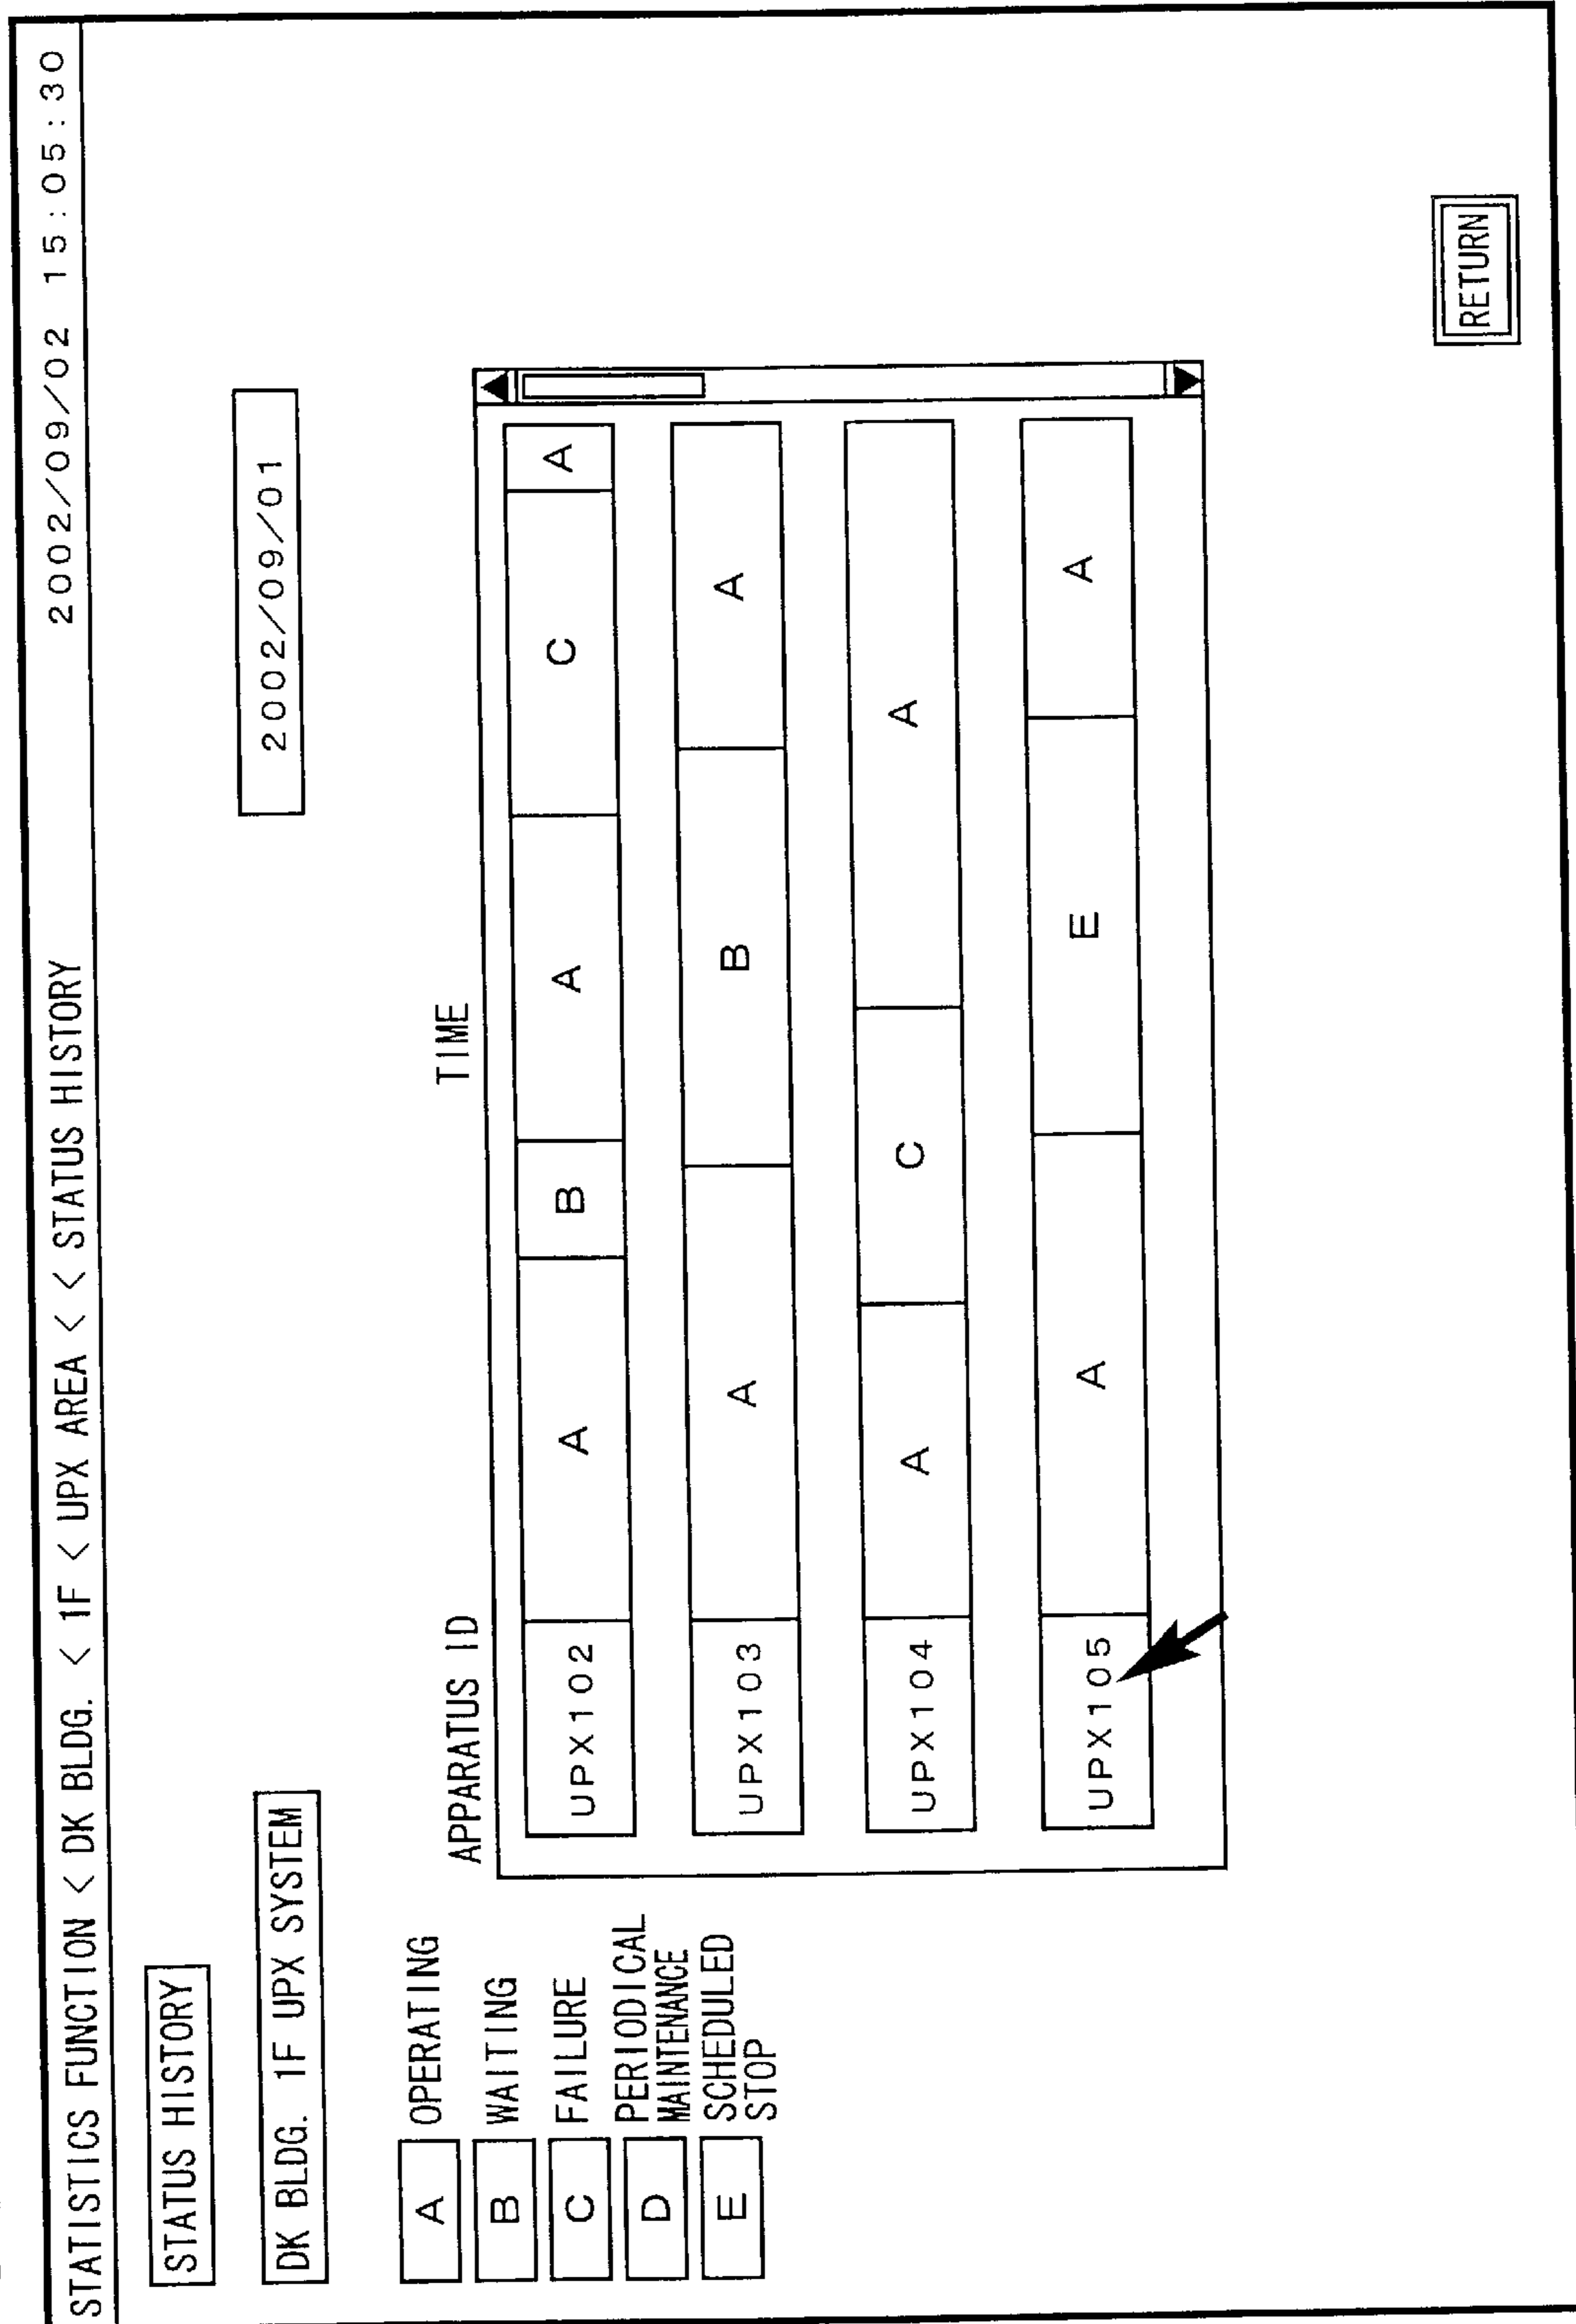 STATISTICS FUNCTION < DK BLDG. < 1F < UPX AREA < < STATUS HISTORY 2002/09/02 15:05:30
STATUS HISTORY
DK BLDG. 1F UPX SYSTEM 2002/09/01
A OPERATING
B WAITING
C FAILURE
D PERIODICAL
MAINTENANCE
E SCHEDULED
STOP
APPARATUS ID TIME
UPX102 A B A C A
UPX103 A B A
UPX104 A C A
UPX105 A E A
RETURN